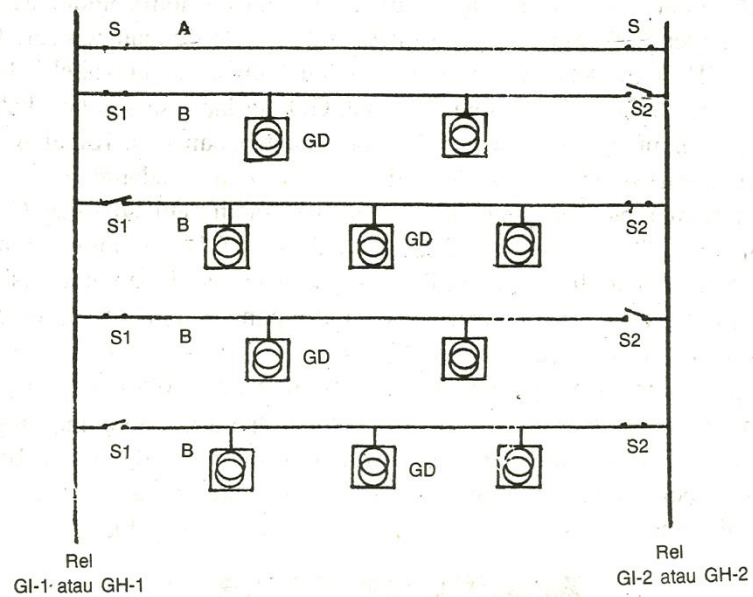 S A S
S1 B GD S2
S1 B GD S2
S1 B GD S2
S1 B GD S2
Rel
GI-1 atau GH-1
Rel
GI-2 atau GH-2